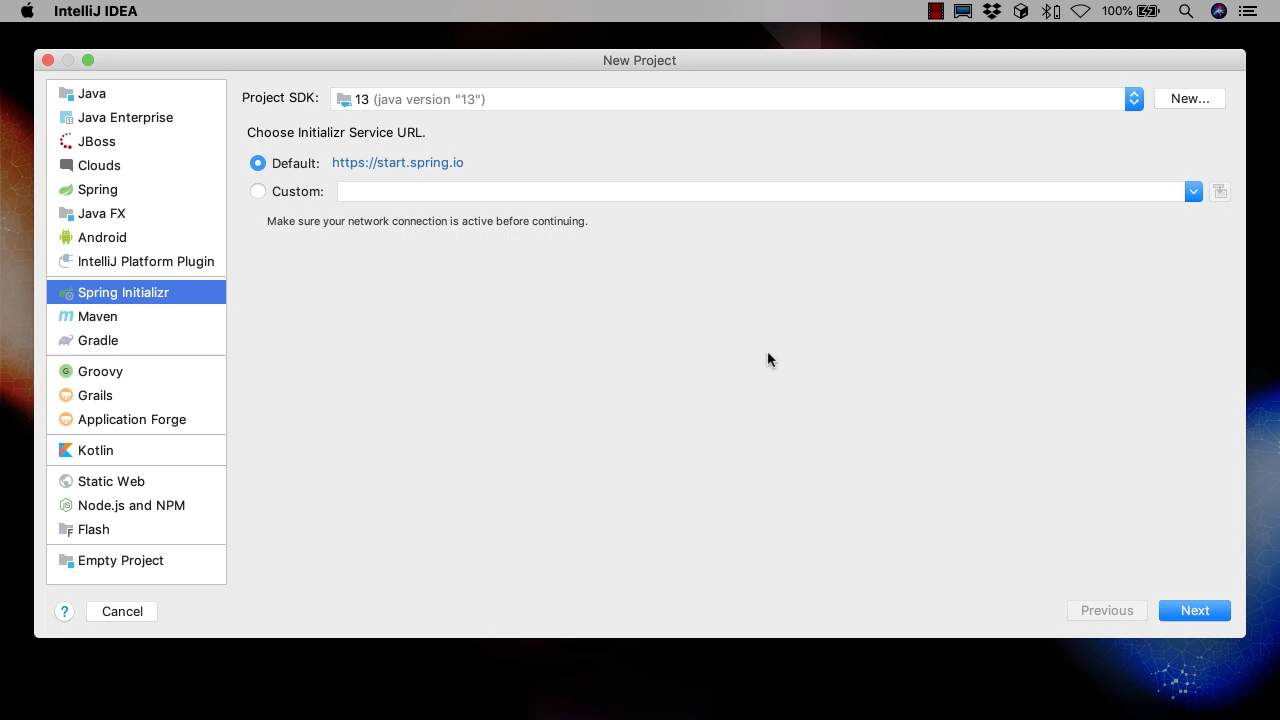 IntelliJ IDEA
100%
New Project
Java
Java Enterprise
JBoss
Clouds
Spring
Java FX
Android
IntelliJ Platform Plugin
Spring Initializr
Maven
Gradle
Groovy
Grails
Application Forge
Kotlin
Static Web
Node.js and NPM
Flash
Empty Project
Project SDK: 13 (java version "13") New...
Choose Initializr Service URL.
Default: https://start.spring.io
Custom:
Make sure your network connection is active before continuing.
? Cancel Previous Next